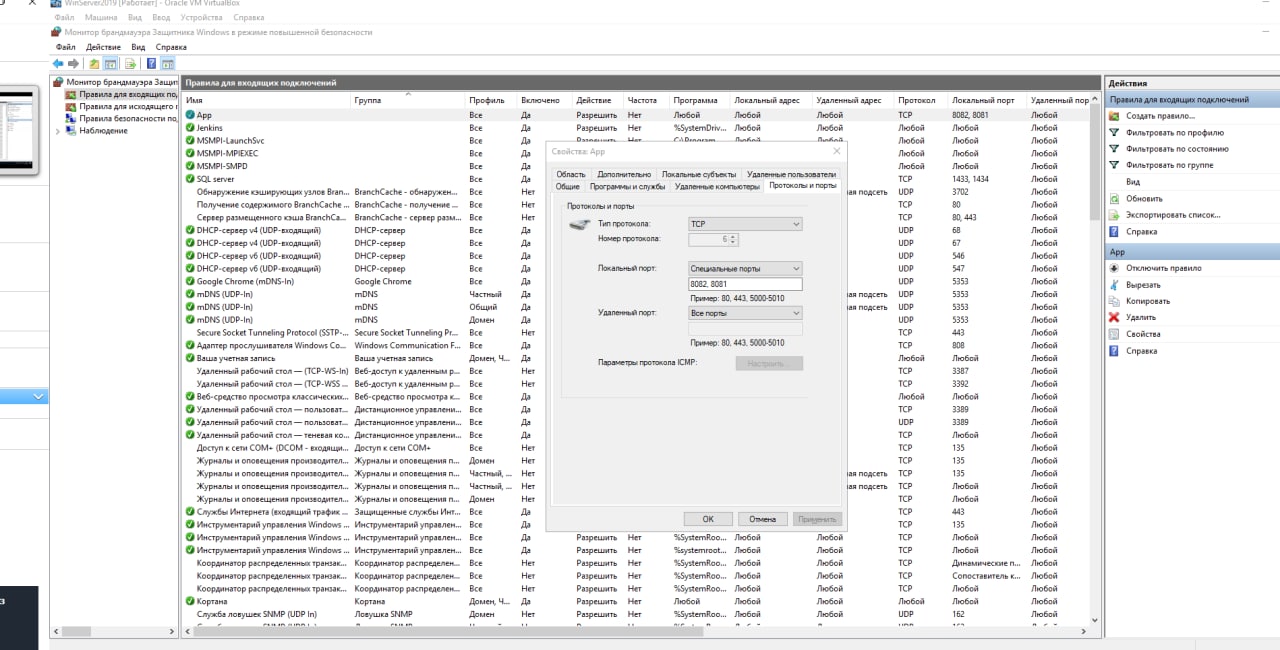 WinServer2019 [Работает] - Oracle VM VirtualBox
Файл Машина Вид Ввод Устройства Справка
Монитор брандмауэра Защитника Windows в режиме повышенной безопасности
Файл Действие Вид Справка
Монитор брандмауэра Защи
Правила для входящих по
Правила для исходящего
Правила безопасности по
Наблюдение
Правила для входящих подключений
Имя Группа Профиль Включено Действие Частота Программа Локальный адрес Удаленный адрес Протокол Локальный порт Удаленный пор
App Все Да Разрешить Нет Любой Любой Любой TCP 8082, 8081 Любой
Jenkins Все Да Разрешить Нет %SystemDriv... Любой Любой Любой Любой Любой
MSMPI-LaunchSvc Все Да Любой Любой Любой
MSMPI-MPIEXEC Все Да Любой Любой Любой
MSMPI-SMPD Все Да Любой Любой Любой
SQL server Все Да TCP 1433, 1434 Любой
Обнаружение кэширующих узлов Bran... BranchCache - обнаружен... Все Нет ая подсеть UDP 3702 Любой
Получение содержимого BranchCache ... BranchCache - получение ... Все Нет TCP 80 Любой
Сервер размещенного кэша BranchCa... BranchCache - сервер разм... Все Нет TCP 80, 443 Любой
DHCP-сервер v4 (UDP-входящий) DHCP-сервер Все Да UDP 68 Любой
DHCP-сервер v4 (UDP-входящий) DHCP-сервер Все Да UDP 67 Любой
DHCP-сервер v6 (UDP-входящий) DHCP-сервер Все Да UDP 546 Любой
DHCP-сервер v6 (UDP-входящий) DHCP-сервер Все Да UDP 547 Любой
Google Chrome (mDNS-In) Google Chrome Все Да UDP 5353 Любой
mDNS (UDP-In) mDNS Частный Да ая подсеть UDP 5353 Любой
mDNS (UDP-In) mDNS Общий Да ая подсеть UDP 5353 Любой
mDNS (UDP-In) mDNS Домен Да UDP 5353 Любой
Secure Socket Tunneling Protocol (SSTP-... Secure Socket Tunneling Pr... Все Нет TCP 443 Любой
Адаптер прослушивателя Windows Co... Windows Communication F... Все Да TCP 808 Любой
Ваша учетная запись Ваша учетная запись Домен, Ч... Да Любой Любой Любой
Удаленный рабочий стол — (TCP-WS-In) Веб-доступ к удаленным р... Все Нет TCP 3387 Любой
Удаленный рабочий стол — (TCP-WSS ... Веб-доступ к удаленным р... Все Нет TCP 3392 Любой
Веб-средство просмотра классических... Веб-средство просмотра к... Все Да Любой Любой Любой
Удаленный рабочий стол — пользоват... Дистанционное управлени... Все Да TCP 3389 Любой
Удаленный рабочий стол — пользоват... Дистанционное управлени... Все Да UDP 3389 Любой
Удаленный рабочий стол — теневая ко... Дистанционное управлени... Все Да TCP Любой Любой
Доступ к сети COM+ (DCOM - входящи... Доступ к сети COM+ Все Нет TCP 135 Любой
Журналы и оповещения производител... Журналы и оповещения п... Домен Нет TCP 135 Любой
Журналы и оповещения производител... Журналы и оповещения п... Частный, ... Нет ая подсеть TCP 135 Любой
Журналы и оповещения производител... Журналы и оповещения п... Частный, ... Нет ая подсеть TCP Любой Любой
Журналы и оповещения производител... Журналы и оповещения п... Домен Нет TCP Любой Любой
Службы Интернета (входящий трафик ... Защищенные службы Инт... Все Да TCP 443 Любой
Инструментарий управления Windows ... Инструментарий управлен... Все Да TCP 135 Любой
Инструментарий управления Windows ... Инструментарий управлен... Все Да Разрешить Нет %SystemRoo... Любой Любой TCP Любой Любой
Инструментарий управления Windows ... Инструментарий управлен... Все Да Разрешить Нет %systemroot... Любой Любой TCP Любой Любой
Координатор распределенных транзак... Координатор распределен... Все Нет Разрешить Нет %SystemRoo... Любой Любой TCP Динамические п... Любой
Координатор распределенных транзак... Координатор распределен... Все Нет Разрешить Нет %SystemRoo... Любой Любой TCP Сопоставитель к... Любой
Координатор распределенных транзак... Координатор распределен... Все Нет Разрешить Нет %SystemRoo... Любой Любой TCP Любой Любой
Кортана Кортана Домен, Ч... Да Разрешить Нет Любой Любой Любой Любой Любой Любой
Служба ловушек SNMP (UDP In) Ловушка SNMP Домен Нет Разрешить Нет %SystemRoo... Любой Любой UDP 162 Любой
Свойства: App
Область Дополнительно Локальные субъекты Удаленные пользователи
Общие Программы и службы Удаленные компьютеры Протоколы и порты
Протоколы и порты
Тип протокола: TCP
Номер протокола: 6
Локальный порт: Специальные порты
8082, 8081
Пример: 80, 443, 5000-5010
Удаленный порт: Все порты
Пример: 80, 443, 5000-5010
Параметры протокола ICMP: Настроить...
OK Отмена Применить
Действия
Правила для входящих подключений
Создать правило...
Фильтровать по профилю
Фильтровать по состоянию
Фильтровать по группе
Вид
Обновить
Экспортировать список...
Справка
App
Отключить правило
Вырезать
Копировать
Удалить
Свойства
Справка